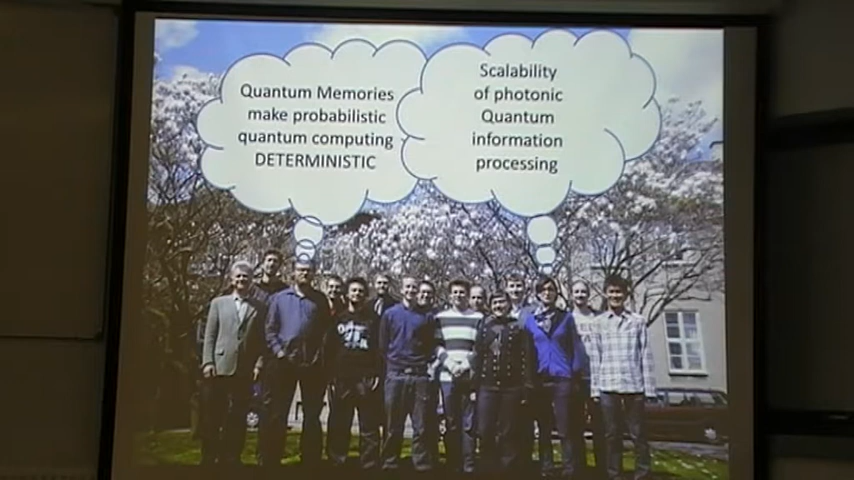 Quantum Memories
make probabilistic
quantum computing
DETERMINISTIC
Scalability
of photonic
Quantum
information
processing